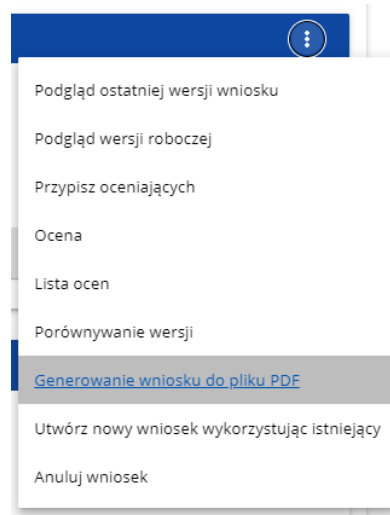 Podgląd ostatniej wersji wniosku
Podgląd wersji roboczej
Przypisz oceniających
Ocena
Lista ocen
Porównywanie wersji
Generowanie wniosku do pliku PDF
Utwórz nowy wniosek wykorzystując istniejący
Anuluj wniosek